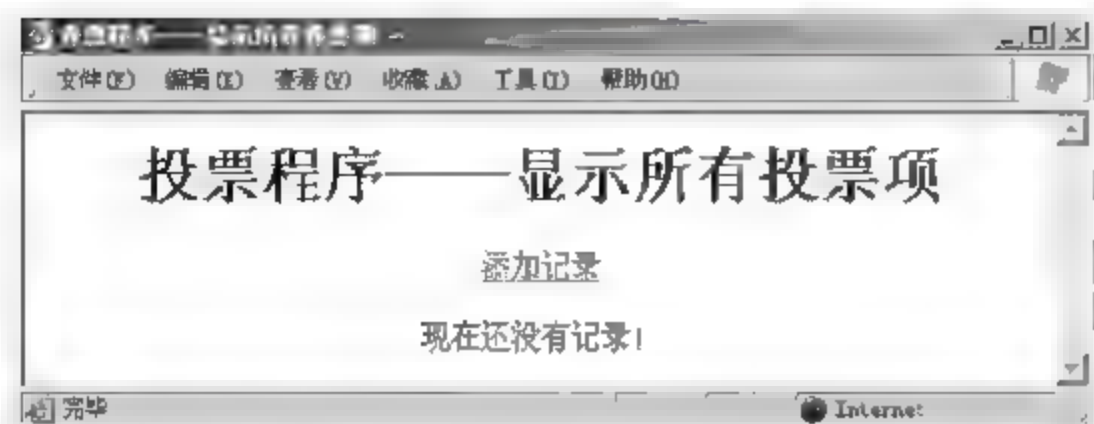 文件(F) 编辑(E) 查看(V) 收藏(A) 工具(T) 帮助(H)
投票程序——显示所有投票项
添加记录
现在还没有记录!
完毕 Internet